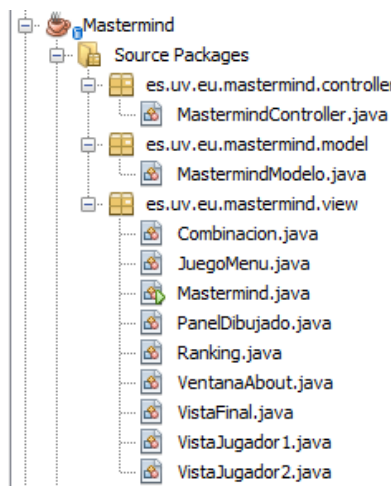 Mastermind
Source Packages
es.uv.eu.mastermind.controller
MastermindController.java
es.uv.eu.mastermind.model
MastermindModelo.java
es.uv.eu.mastermind.view
Combinacion.java
JuegoMenu.java
Mastermind.java
PanelDibujado.java
Ranking.java
VentanaAbout.java
VistaFinal.java
VistaJugador1.java
VistaJugador2.java